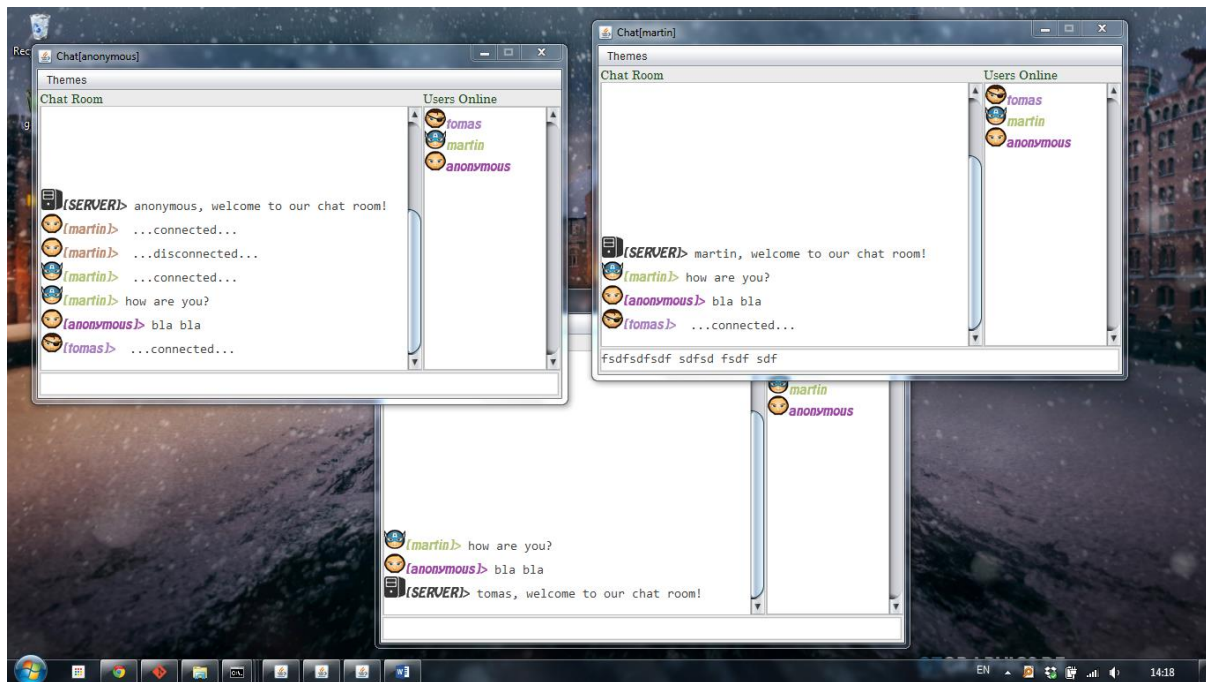 Rec
Chat[anonymous]
Themes
Chat Room
Users Online
tomas
martin
anonymous
[SERVER]> anonymous, welcome to our chat room!
[martin]> ...connected...
[martin]> ...disconnected...
[martin]> ...connected...
[martin]> how are you?
[anonymous]> bla bla
[tomas]> ...connected...
Chat[martin]
Themes
Chat Room
Users Online
tomas
martin
anonymous
[SERVER]> martin, welcome to our chat room!
[martin]> how are you?
[anonymous]> bla bla
[tomas]> ...connected...
fsdfsdfsdf sdfsd fsdf sdf
martin
anonymous
[martin]> how are you?
[anonymous]> bla bla
[SERVER]> tomas, welcome to our chat room!
EN
14:18